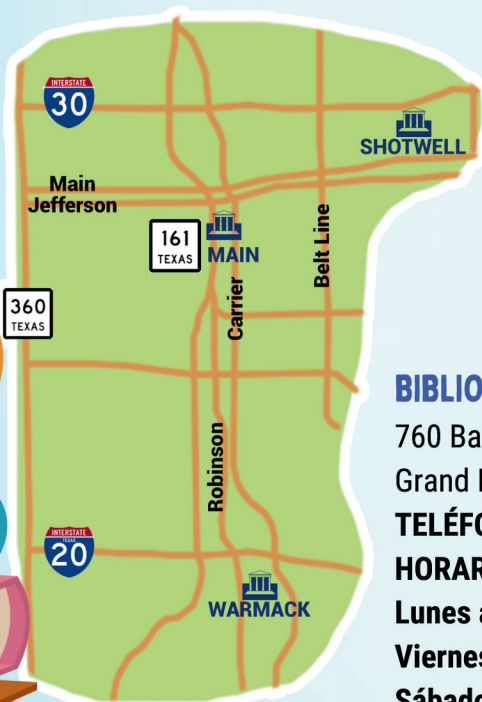 INTERSTATE
30
SHOTWELL
Main
Jefferson
161
TEXAS
MAIN
Belt Line
360
TEXAS
Carrier
Robinson
INTERSTATE
TEXAS
20
WARMACK
760 Ba
Grand
TELÉFO
HORAR
Lunes a
Viernes
Sábado
BIBLIO